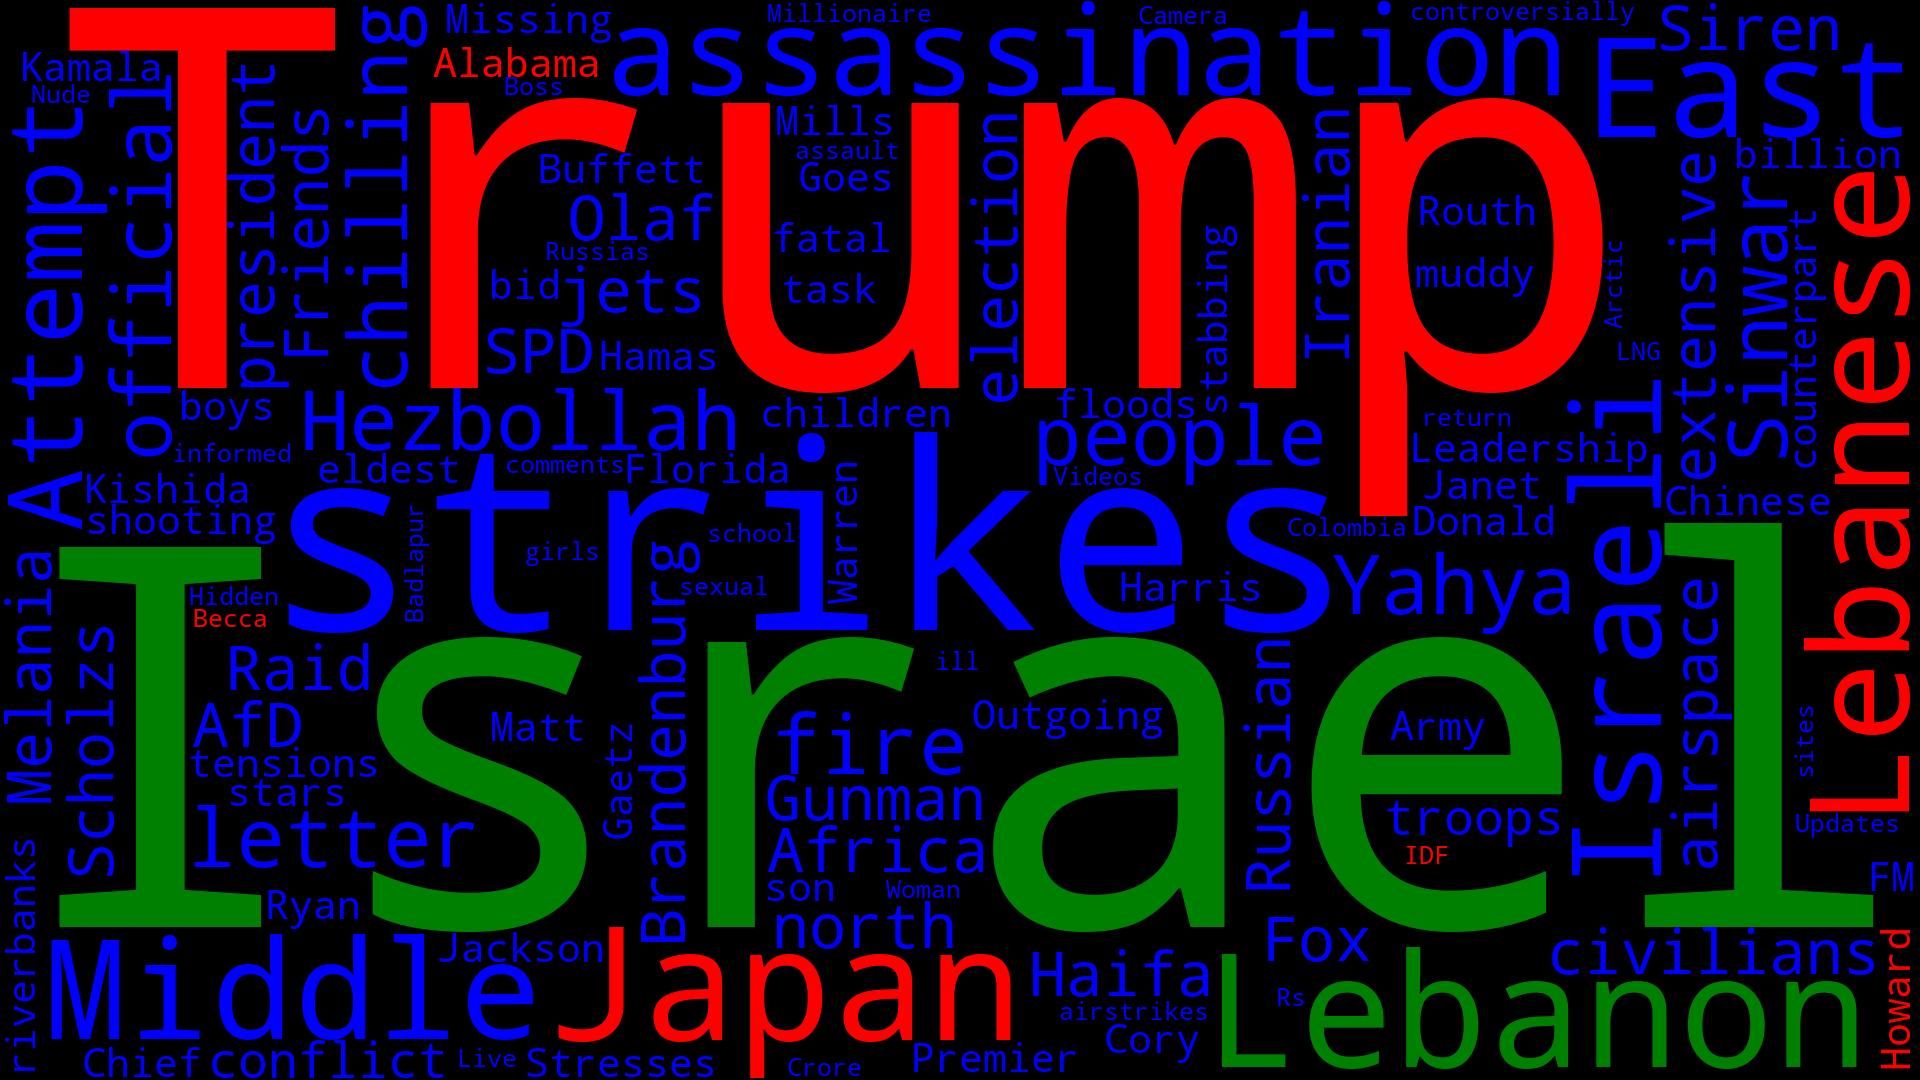 Trump
Israel
strikes
assassination
East
Lebanese
Japan
Lebanon
Middle
Israeli
Attempt
official
president
Friends
chilling
Kamala
Nude
Missing
Alabama
Boss
Millionaire
Camera
controversially
Siren
billion
Buffett
Olaf
Russias
bid
jets
SPD
Hamas
Mills
assault
Goes
fatal
task
election
stabbing
Iranian
Routh
muddy
Arctic
LNG
extensive
Sinwar
counterpart
boys
informed
Hezbollah
children
floods
people
Videos
return
Leadership
Janet
Donald
Colombia
Chinese
Kishida
shooting
eldest
comments
Florida
Badlapur
girls
school
sexual
Warren
Harris
Yahya
Melania
Scholzs
Hidden
Becca
Raid
AfD
tensions
stars
letter
Ryan
Matt
Gaetz
Brandenburg
ill
Outgoing
fire
Gunman
Africa
son
Woman
north
Russian
Army
troops
IDF
airspace
sites
Updates
FM
Howard
riverbanks
Jackson
Haifa
airstrikes
Cory
Fox
Rs
civilians
Chief
conflict
Live
Stresses
Crore
Premier